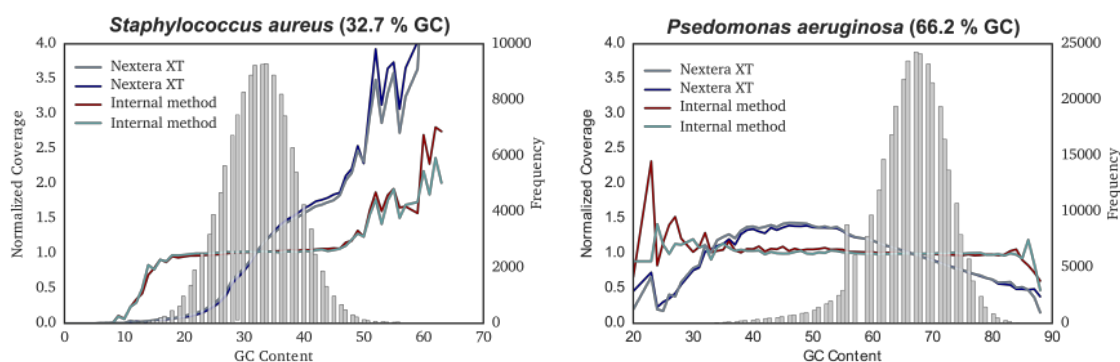 Staphylococcus aureus (32.7 % GC)
4.0
3.5
3.0
2.5
2.0
1.5
1.0
0.5
0.0
Normalized Coverage
Nextera XT
Nextera XT
Internal method
Internal method
10000
8000
6000
4000
2000
0
Frequency
0 10 20 30 40 50 60 70
GC Content
Psedomonas aeruginosa (66.2 % GC)
4.0
3.5
3.0
2.5
2.0
1.5
1.0
0.5
0.0
Normalized Coverage
Nextera XT
Nextera XT
Internal method
Internal method
25000
20000
15000
10000
5000
0
Frequency
20 30 40 50 60 70 80 90
GC Content